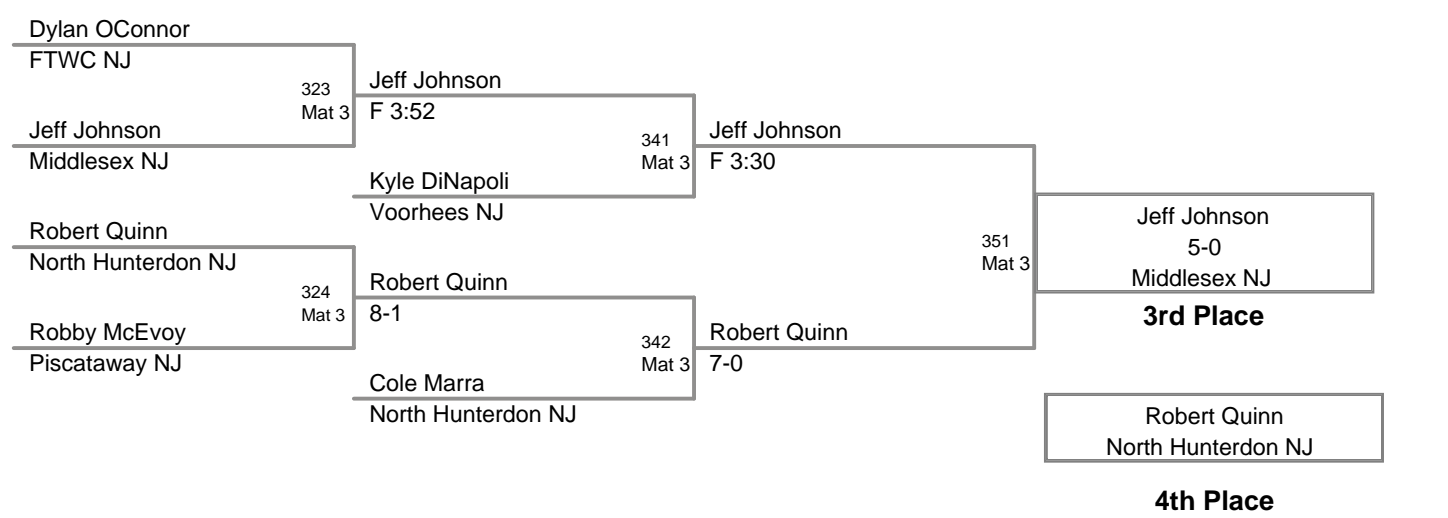 Dylan OConnor
FTWC NJ
323
Mat 3
Jeff Johnson
F 3:52
Jeff Johnson
Middlesex NJ
341
Mat 3
Jeff Johnson
F 3:30
Kyle DiNapoli
Voorhees NJ
Robert Quinn
North Hunterdon NJ
324
Mat 3
Robert Quinn
8-1
Robby McEvoy
Piscataway NJ
342
Mat 3
Robert Quinn
7-0
Cole Marra
North Hunterdon NJ
351
Mat 3
Jeff Johnson
5-0
Middlesex NJ
3rd Place
Robert Quinn
North Hunterdon NJ
4th Place